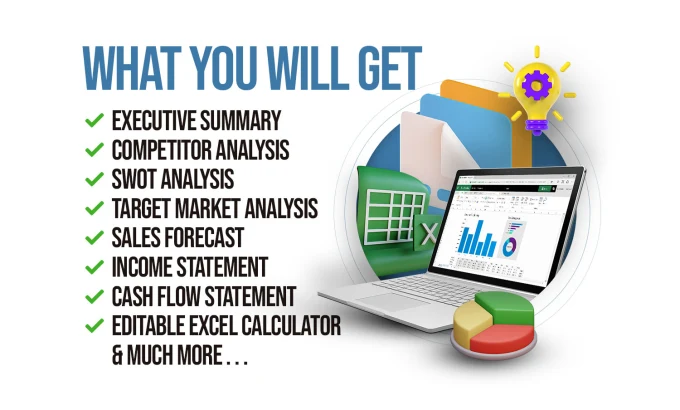 WHAT YOU WILL GET
EXECUTIVE SUMMARY
COMPETITOR ANALYSIS
SWOT ANALYSIS
TARGET MARKET ANALYSIS
SALES FORECAST
INCOME STATEMENT
CASH FLOW STATEMENT
EDITABLE EXCEL CALCULATOR
& MUCH MORE . . .
X